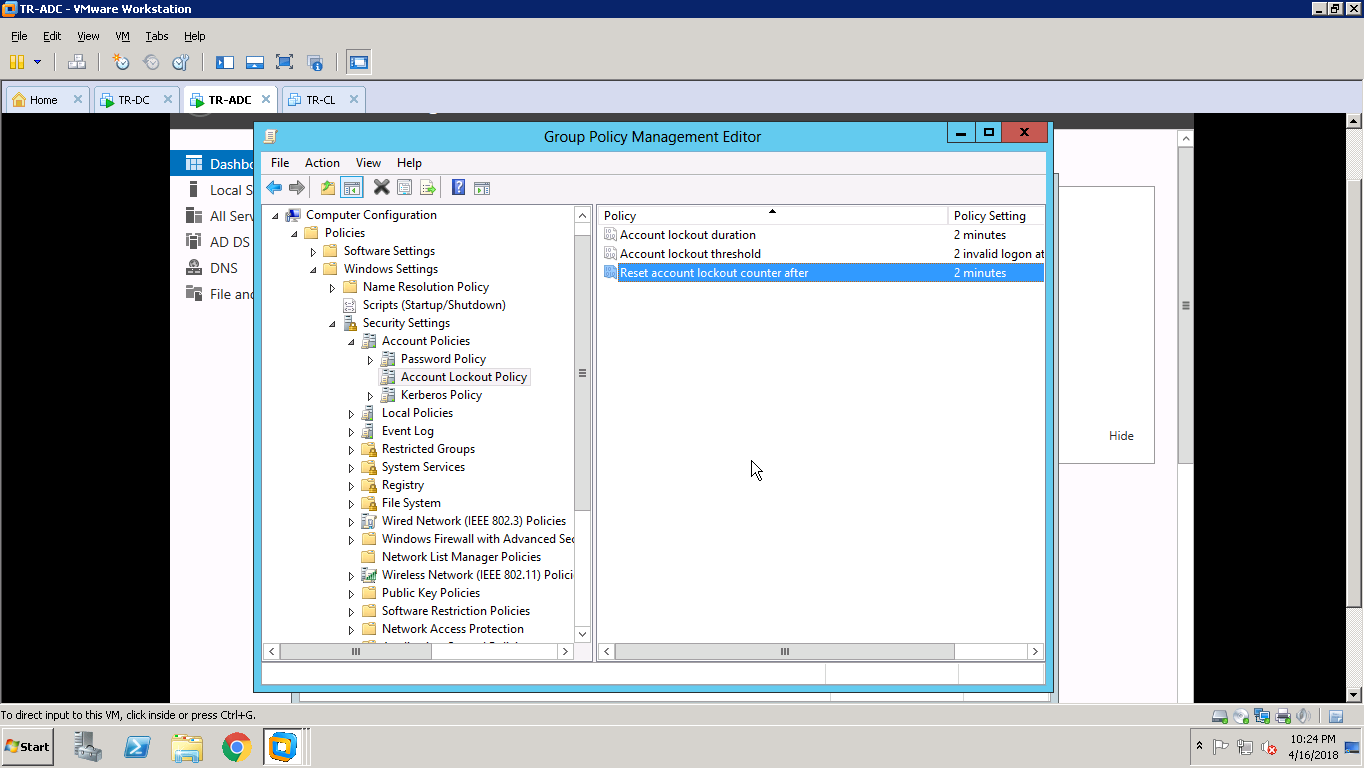 TR-ADC - VMware Workstation
File Edit View VM Tabs Help
Home TR-DC TR-ADC TR-CL
Group Policy Management Editor
File Action View Help
Dashbo
Local S
All Serv
AD DS
DNS
File and
Computer Configuration
Policies
Software Settings
Windows Settings
Name Resolution Policy
Scripts (Startup/Shutdown)
Security Settings
Account Policies
Password Policy
Account Lockout Policy
Kerberos Policy
Local Policies
Event Log
Restricted Groups
System Services
Registry
File System
Wired Network (IEEE 802.3) Policies
Windows Firewall with Advanced Sec
Network List Manager Policies
Wireless Network (IEEE 802.11) Polici
Public Key Policies
Software Restriction Policies
Network Access Protection
Policy Policy Setting
Account lockout duration 2 minutes
Account lockout threshold 2 invalid logon at
Reset account lockout counter after 2 minutes
Hide
To direct input to this VM, click inside or press Ctrl+G.
Start
10:24 PM
4/16/2018